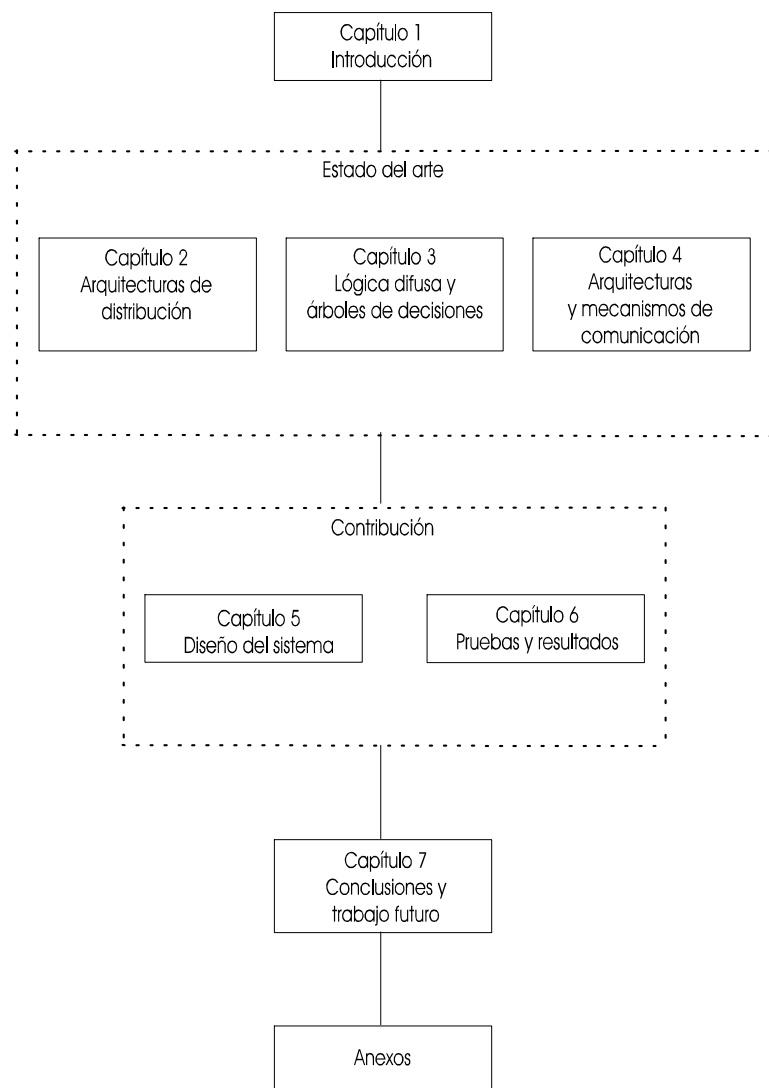 Capítulo 1
Introducción
Estado del arte
Capítulo 2
Arquitecturas de
distribución
Capítulo 3
Lógica difusa y
árboles de decisiones
Capítulo 4
Arquitecturas
y mecanismos de
comunicación
Contribución
Capítulo 5
Diseño del sistema
Capítulo 6
Pruebas y resultados
Capítulo 7
Conclusiones y
trabajo futuro
Anexos